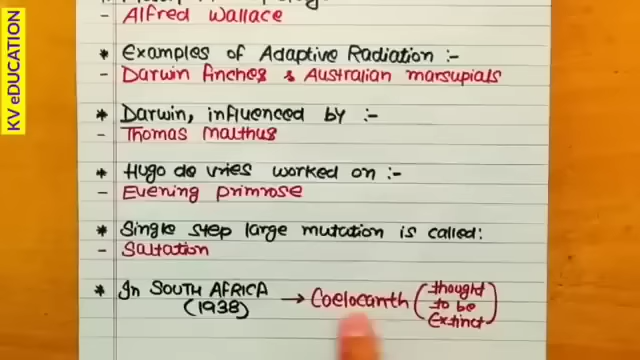 - Alfred Wallace
* Examples of Adaptive Radiation :-
- Darwin finches & Australian marsupials
* Darwin, influenced by :-
- Thomas Malthus
* Hugo de vries worked on :-
- Evening primrose
* Single step large mutation is called:
- Saltation
* In SOUTH AFRICA (1938) → Coelocanth (thought to be Extinct)
KV eDUCATION